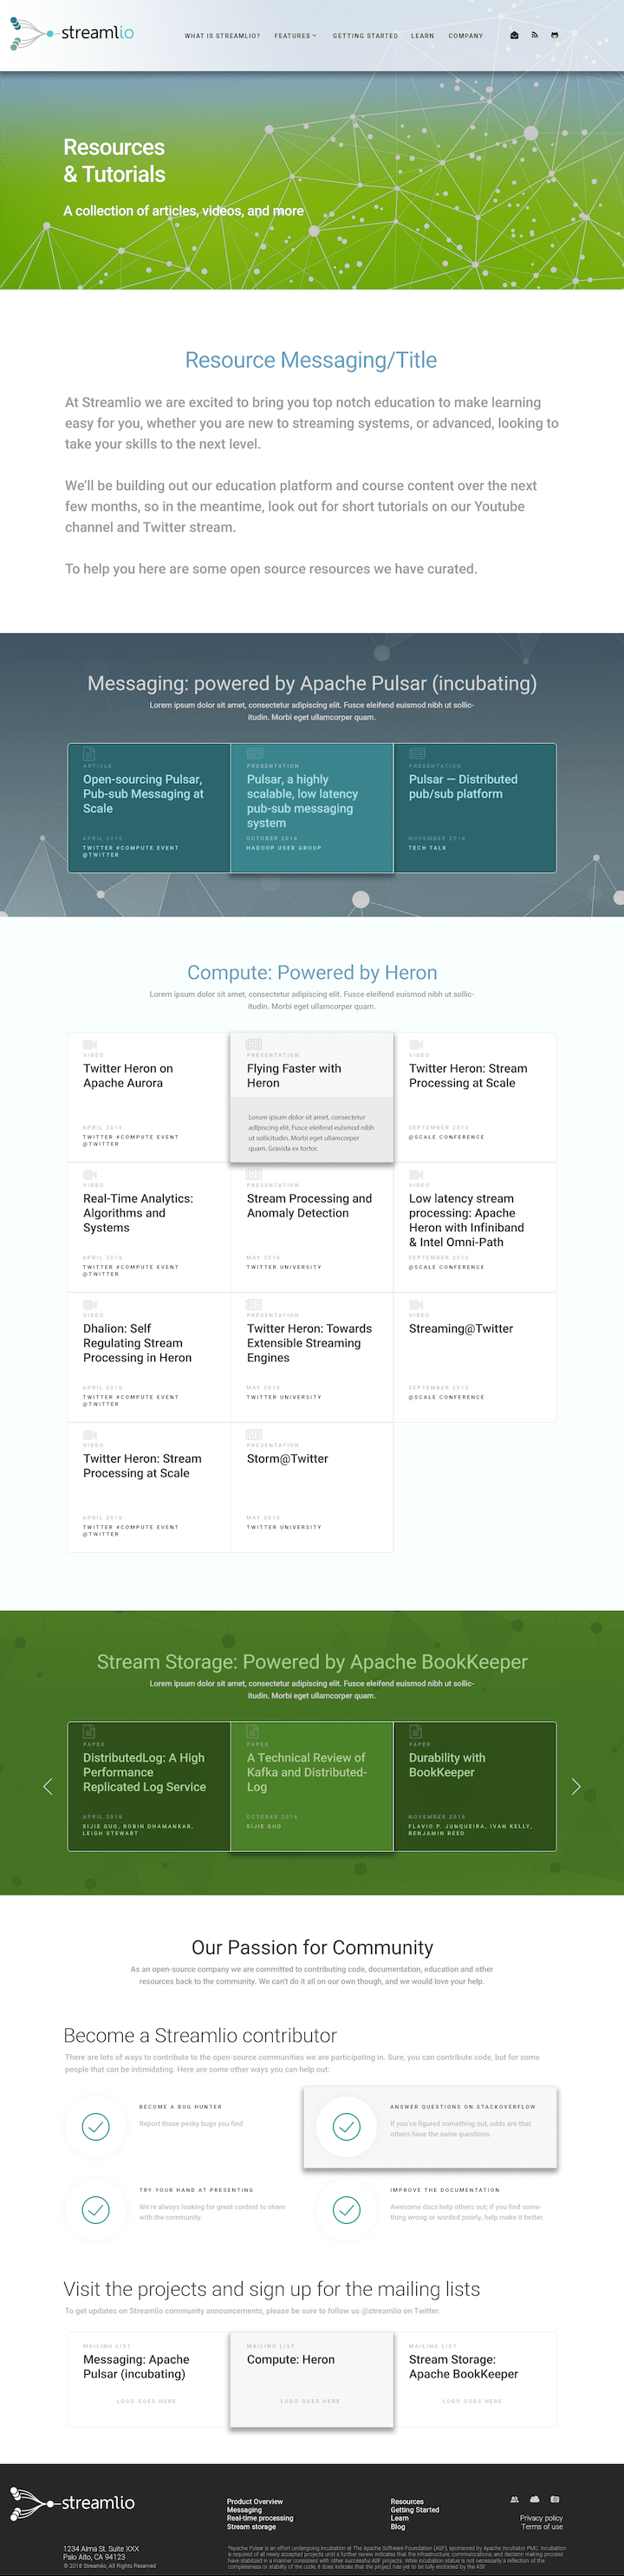 streamlio
WHAT IS STREAMLIO? FEATURES GETTING STARTED LEARN COMPANY
Resources
& Tutorials
A collection of articles, videos, and more
Resource Messaging/Title
At Streamlio we are excited to bring you top notch education to make learning
easy for you, whether you are new to streaming systems, or advanced, looking to
take your skills to the next level.
We'll be building out our education platform and course content over the next
few months, so in the meantime, look out for short tutorials on our Youtube
channel and Twitter stream.
To help you here are some open source resources we have curated.
Messaging: powered by Apache Pulsar (incubating)
Lorem ipsum dolor sit amet, consectetur adipiscing elit. Fusce eleifend euismod nibh ut sollic-
itudin. Morbi eget ullamcorper quam.
ARTICLE
Open-sourcing Pulsar,
Pub-sub Messaging at
Scale
APRIL 2015
TWITTER #COMPUTE EVENT
@TWITTER
PRESENTATION
Pulsar, a highly
scalable, low latency
pub-sub messaging
system
OCTOBER 2016
HADOOP USER GROUP
PRESENTATION
Pulsar — Distributed
pub/sub platform
NOVEMBER 2016
TECH TALK
Compute: Powered by Heron
Lorem ipsum dolor sit amet, consectetur adipiscing elit. Fusce eleifend euismod nibh ut sollic-
itudin. Morbi eget ullamcorper quam.
VIDEO
Twitter Heron on
Apache Aurora
APRIL 2016
TWITTER #COMPUTE EVENT
@TWITTER
PRESENTATION
Flying Faster with
Heron
Lorum ipsum dolor sit amet, consectetur
adipiscing elit. Fusce eleifend euismod nibh
ut sollicitudin. Morbi eget ullamcorper
quam. Gravida ex tortor.
VIDEO
Twitter Heron: Stream
Processing at Scale
SEPTEMBER 2015
@SCALE CONFERENCE
VIDEO
Real-Time Analytics:
Algorithms and
Systems
APRIL 2016
TWITTER #COMPUTE EVENT
@TWITTER
PRESENTATION
Stream Processing and
Anomaly Detection
MAY 2016
TWITTER UNIVERSITY
VIDEO
Low latency stream
processing: Apache
Heron with Infiniband
& Intel Omni-Path
SEPTEMBER 2015
@SCALE CONFERENCE
VIDEO
Dhalion: Self
Regulating Stream
Processing in Heron
APRIL 2016
TWITTER #COMPUTE EVENT
@TWITTER
PRESENTATION
Twitter Heron: Towards
Extensible Streaming
Engines
MAY 2016
TWITTER UNIVERSITY
VIDEO
Streaming@Twitter
SEPTEMBER 2015
@SCALE CONFERENCE
VIDEO
Twitter Heron: Stream
Processing at Scale
APRIL 2016
TWITTER #COMPUTE EVENT
@TWITTER
PRESENTATION
Storm@Twitter
MAY 2016
TWITTER UNIVERSITY
Stream Storage: Powered by Apache BookKeeper
Lorem ipsum dolor sit amet, consectetur adipiscing elit. Fusce eleifend euismod nibh ut sollic-
itudin. Morbi eget ullamcorper quam.
PAPER
DistributedLog: A High
Performance
Replicated Log Service
APRIL 2016
SIJIE GUO, ROBIN DHAMANKAR,
LEIGH STEWART
PAPER
A Technical Review of
Kafka and Distributed-
Log
OCTOBER 2016
SIJIE GUO
PAPER
Durability with
BookKeeper
NOVEMBER 2016
FLAVIO P. JUNQUEIRA, IVAN KELLY,
BENJAMIN REED
Our Passion for Community
As an open-source company we are committed to contributing code, documentation, education and other
resources back to the community. We can't do it all on our own though, and we would love your help.
Become a Streamlio contributor
There are lots of ways to contribute to the open-source communities we are participating in. Sure, you can contribute code, but for some
people that can be intimidating. Here are some other ways you can help out:
BECOME A BUG HUNTER
Report those pesky bugs you find
ANSWER QUESTIONS ON STACKOVERFLOW
If you've figured something out, odds are that
others have the same questions.
TRY YOUR HAND AT PRESENTING
We're always looking for great content to share
with the community.
IMPROVE THE DOCUMENTATION
Awesome docs help others out; if you find some-
thing wrong or worded poorly, help make it better.
Visit the projects and sign up for the mailing lists
To get updates on Streamlio community announcements, please be sure to follow us @streamlio on Twitter.
MAILING LIST
Messaging: Apache
Pulsar (incubating)
LOGO GOES HERE
MAILING LIST
Compute: Heron
LOGO GOES HERE
MAILING LIST
Stream Storage:
Apache BookKeeper
LOGO GOES HERE
streamlio
1234 Alma St. Suite XXX
Palo Alto, CA 94123
© 2018 Streamlio, All Rights Reserved
Product Overview
Messaging
Real-time processing
Stream storage
Resources
Getting Started
Learn
Blog
Privacy policy
Terms of use
*Apache Pulsar is an effort undergoing incubation at The Apache Software Foundation (ASF), sponsored by Apache Incubator PMC. Incubation
is required of all newly accepted projects until a further review indicates that the infrastructure, communications, and decision making process
have stabilized in a manner consistent with other successful ASF projects. While incubation status is not necessarily a reflection of the
completeness or stability of the code, it does indicate that the project has yet to be fully endorsed by the ASF.